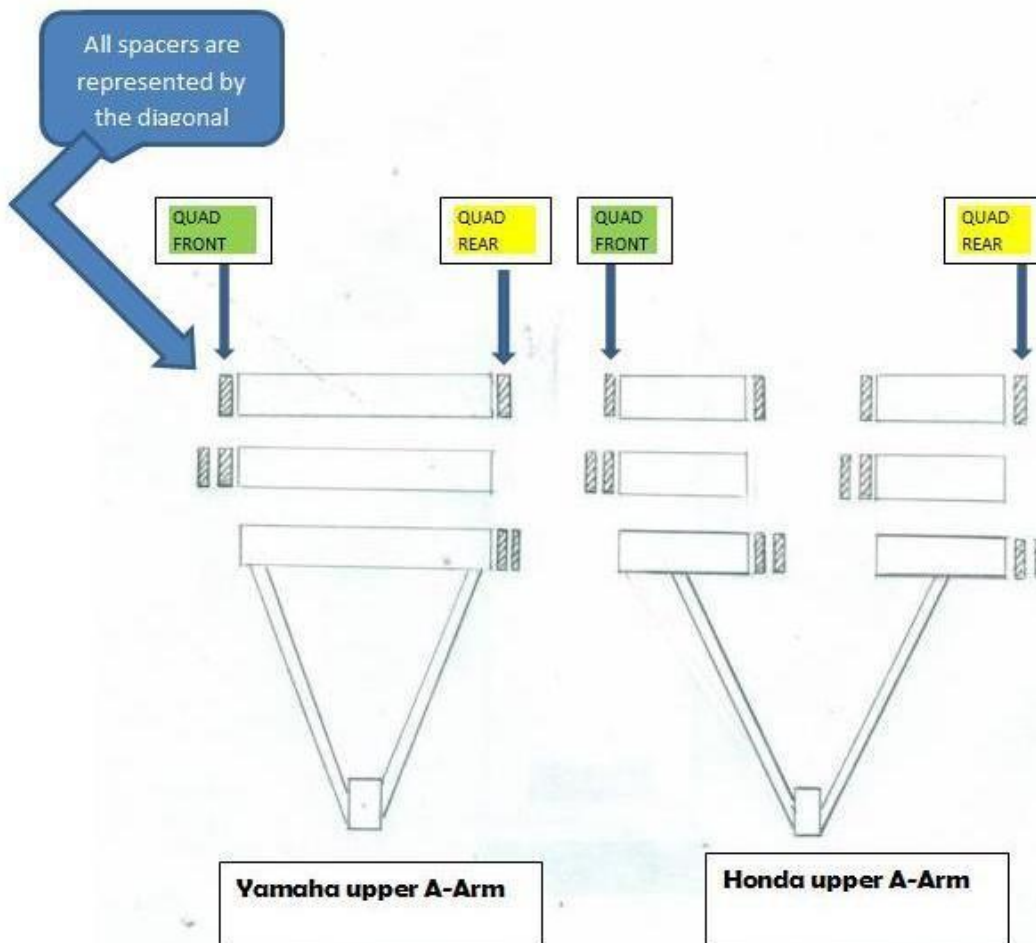 All spacers are
represented by
the diagonal
QUAD
FRONT
QUAD
REAR
QUAD
FRONT
QUAD
REAR
Yamaha upper A-Arm
Honda upper A-Arm